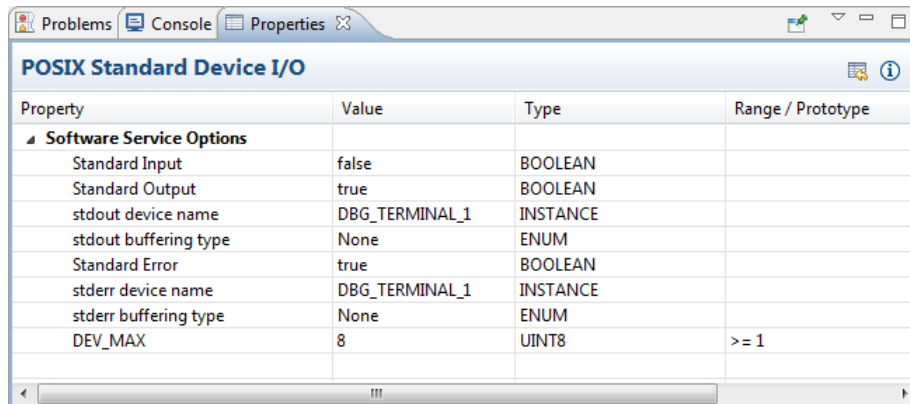 Problems Console Properties
POSIX Standard Device I/O
Property Value Type Range / Prototype
Software Service Options
Standard Input false BOOLEAN
Standard Output true BOOLEAN
stdout device name DBG_TERMINAL_1 INSTANCE
stdout buffering type None ENUM
Standard Error true BOOLEAN
stderr device name DBG_TERMINAL_1 INSTANCE
stderr buffering type None ENUM
DEV_MAX 8 UINT8 >= 1